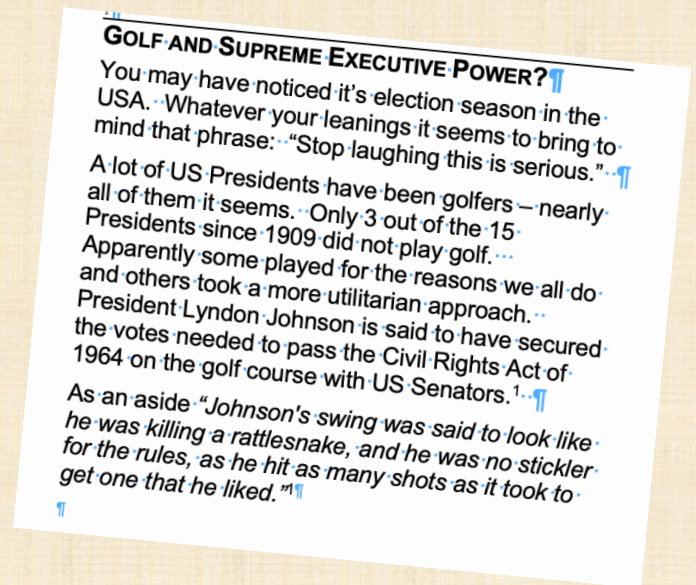 GOLF AND SUPREME EXECUTIVE POWER?¶
You may have noticed it’s election season in the
USA.  Whatever your leanings it seems to bring to
mind that phrase:  “Stop laughing this is serious.”  ¶
A lot of US Presidents have been golfers – nearly
all of them it seems.  Only 3 out of the 15
Presidents since 1909 did not play golf.
Apparently some played for the reasons we all do
and others took a more utilitarian approach.
President Lyndon Johnson is said to have secured
the votes needed to pass the Civil Rights Act of
1964 on the golf course with US Senators.¹  ¶
As an aside “Johnson's swing was said to look like
he was killing a rattlesnake, and he was no stickler
for the rules, as he hit as many shots as it took to
get one that he liked.”¹¶
¶